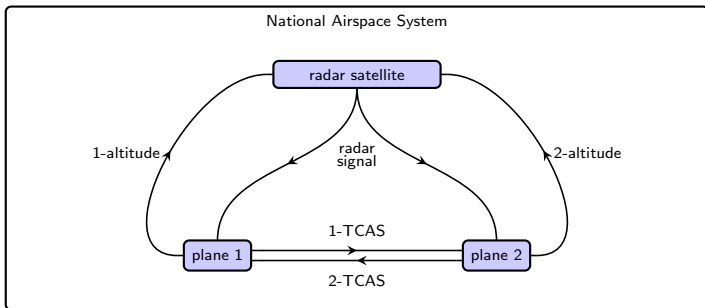 National Airspace System
radar satellite
1-altitude
radar
signal
2-altitude
1-TCAS
plane 1
plane 2
2-TCAS